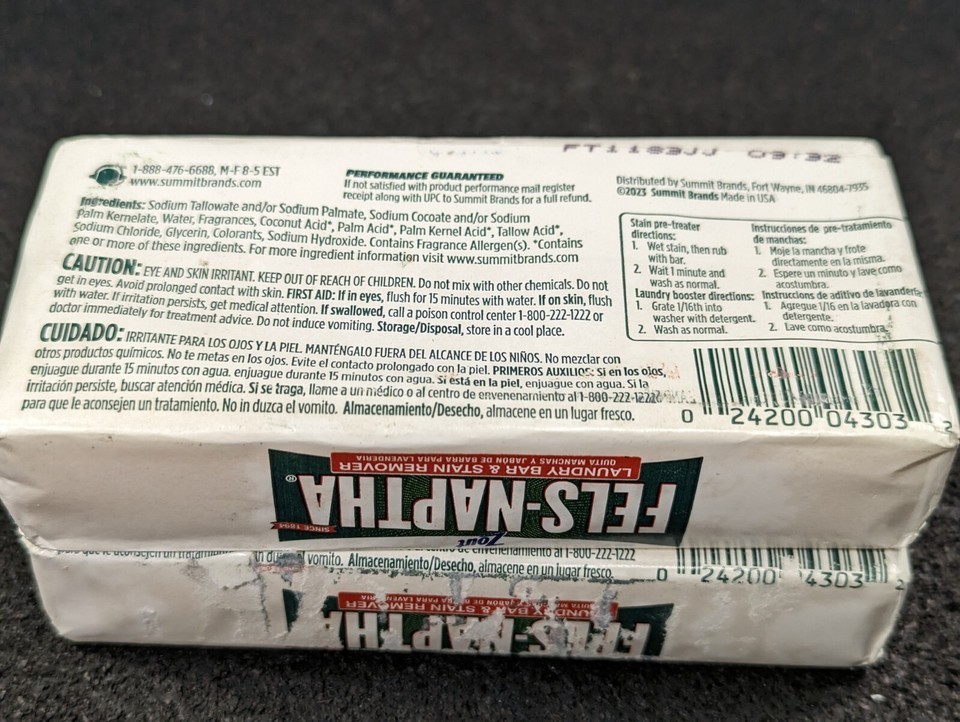 FT1183JJ 09:32
1-888-476-6688, M-F 8-5 EST
www.summitbrands.com
PERFORMANCE GUARANTEED
If not satisfied with product performance mail register
receipt along with UPC to Summit Brands for a full refund.
Distributed by Summit Brands, Fort Wayne, IN 46804-7935
©2023 Summit Brands Made in USA
Ingredients: Sodium Tallowate and/or Sodium Palmate, Sodium Cocoate and/or Sodium
Palm Kernelate, Water, Fragrances, Coconut Acid*, Palm Acid*, Palm Kernel Acid*, Tallow Acid*,
Sodium Chloride, Glycerin, Colorants, Sodium Hydroxide. Contains Fragrance Allergen(s). *Contains
one or more of these ingredients. For more ingredient information visit www.summitbrands.com
CAUTION: EYE AND SKIN IRRITANT. KEEP OUT OF REACH OF CHILDREN. Do not mix with other chemicals. Do not
get in eyes. Avoid prolonged contact with skin. FIRST AID: If in eyes, flush for 15 minutes with water. If on skin, flush
with water. If irritation persists, get medical attention. If swallowed, call a poison control center 1-800-222-1222 or
doctor immediately for treatment advice. Do not induce vomiting. Storage/Disposal, store in a cool place.
CUIDADO: IRRITANTE PARA LOS OJOS Y LA PIEL. MANTÉNGALO FUERA DEL ALCANCE DE LOS NIÑOS. No mezclar con
otros productos químicos. No te metas en los ojos. Evite el contacto prolongado con la piel. PRIMEROS AUXILIOS: Si en los ojos,
enjuague durante 15 minutos con agua. enjuague durante 15 minutos con agua. Si está en la piel, enjuague con agua. Si la
irritación persiste, buscar atención médica. Si se traga, llame a un médico o al centro de envenenamiento al 1-800-222-1222
para que le aconsejen un tratamiento. No in duzca el vomito. Almacenamiento/Desecho, almacene en un lugar fresco.
Stain pre-treater
directions:
1. Wet stain, then rub
with bar.
2. Wait 1 minute and
wash as normal.
Laundry booster directions:
1. Grate 1/16th into
washer with detergent.
2. Wash as normal.
Instrucciones de pre-tratamiento
de manchas:
1. Moje la mancha y frote
directamente en la misma.
2. Espere un minuto y lave como
acostumbra.
Instruccions de aditivo de lavandería:
1. Agregue 1/16 en la lavadora con
detergente.
2. Lave como acostumbra.
0 24200 04303 2
Zout
FELS-NAPTHA®
SINCE 1894
LAUNDRY BAR & STAIN REMOVER
QUITA MANCHAS Y JABON DE BARRA PARA LAVENDERIA
para que le aconsejen un tratamiento. vomito. Almacenamiento/Desecho, almacene en un lugar fresco.
centro de envenenamiento al 1-800-222-1222
0 24200 4303 2
FELS-NAPTHA
LAUNDRY BAR & STAIN REMOVER